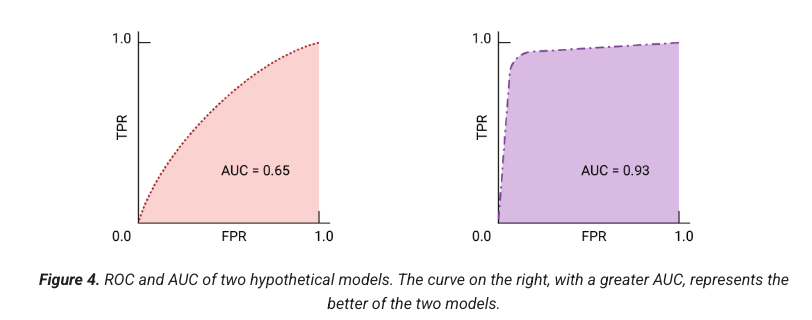 1.0
TPR
AUC = 0.65
0.0
FPR
1.0
1.0
TPR
AUC = 0.93
0.0
FPR
1.0
Figure 4. ROC and AUC of two hypothetical models. The curve on the right, with a greater AUC, represents the
better of the two models.